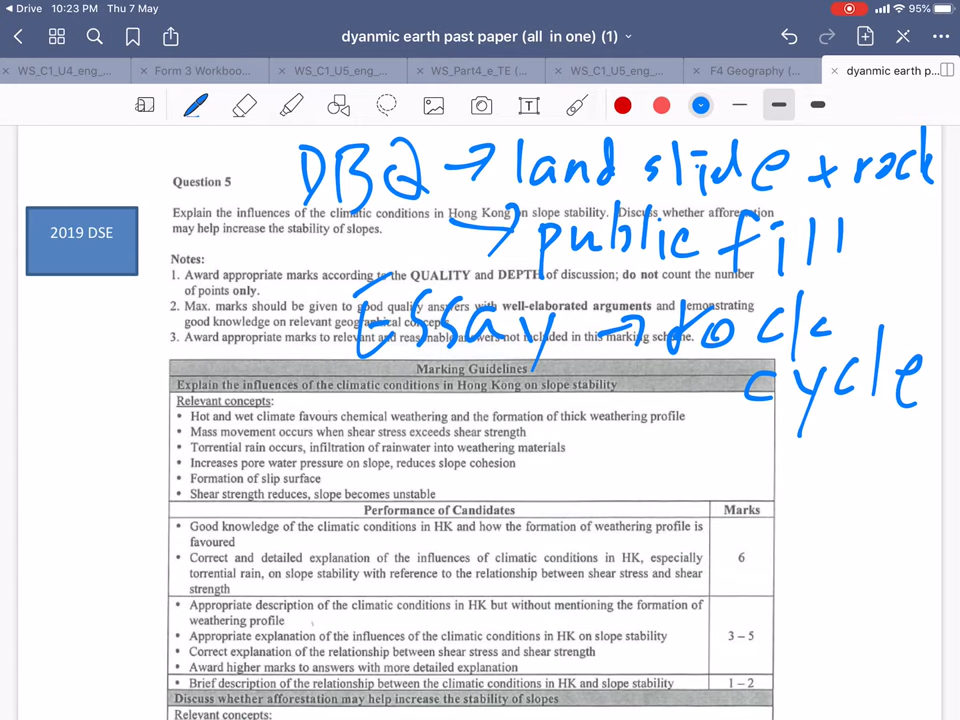 Drive 10:23 PM Thu 7 May 95%
dyanmic earth past paper (all in one) (1)
WS_C1_U4_eng_... Form 3 Workboo... WS_C1_U5_eng_... WS_Part4_e_TE (... WS_C1_U5_eng_... F4 Geography (... dyanmic earth p...
DBQ → land slide + rock
→ public fill
Essay → rock
cycle
2019 DSE
Question 5
Explain the influences of the climatic conditions in Hong Kong on slope stability. Discuss whether afforestation
may help increase the stability of slopes.
Notes:
1. Award appropriate marks according to the QUALITY and DEPTH of discussion; do not count the number
of points only.
2. Max. marks should be given to good quality answers with well-elaborated arguments and demonstrating
good knowledge on relevant geographical concepts.
3. Award appropriate marks to relevant and reasonable answers not included in this marking scheme.
Marking Guidelines
Explain the influences of the climatic conditions in Hong Kong on slope stability
Relevant concepts:
• Hot and wet climate favours chemical weathering and the formation of thick weathering profile
• Mass movement occurs when shear stress exceeds shear strength
• Torrential rain occurs, infiltration of rainwater into weathering materials
• Increases pore water pressure on slope, reduces slope cohesion
• Formation of slip surface
• Shear strength reduces, slope becomes unstable
Performance of Candidates Marks
• Good knowledge of the climatic conditions in HK and how the formation of weathering profile is
favoured
• Correct and detailed explanation of the influences of climatic conditions in HK, especially
torrential rain, on slope stability with reference to the relationship between shear stress and shear
strength
6
• Appropriate description of the climatic conditions in HK but without mentioning the formation of
weathering profile
• Appropriate explanation of the influences of the climatic conditions in HK on slope stability
• Correct explanation of the relationship between shear stress and shear strength
• Award higher marks to answers with more detailed explanation
3 – 5
• Brief description of the relationship between the climatic conditions in HK and slope stability 1 – 2
Discuss whether afforestation may help increase the stability of slopes
Relevant concepts: